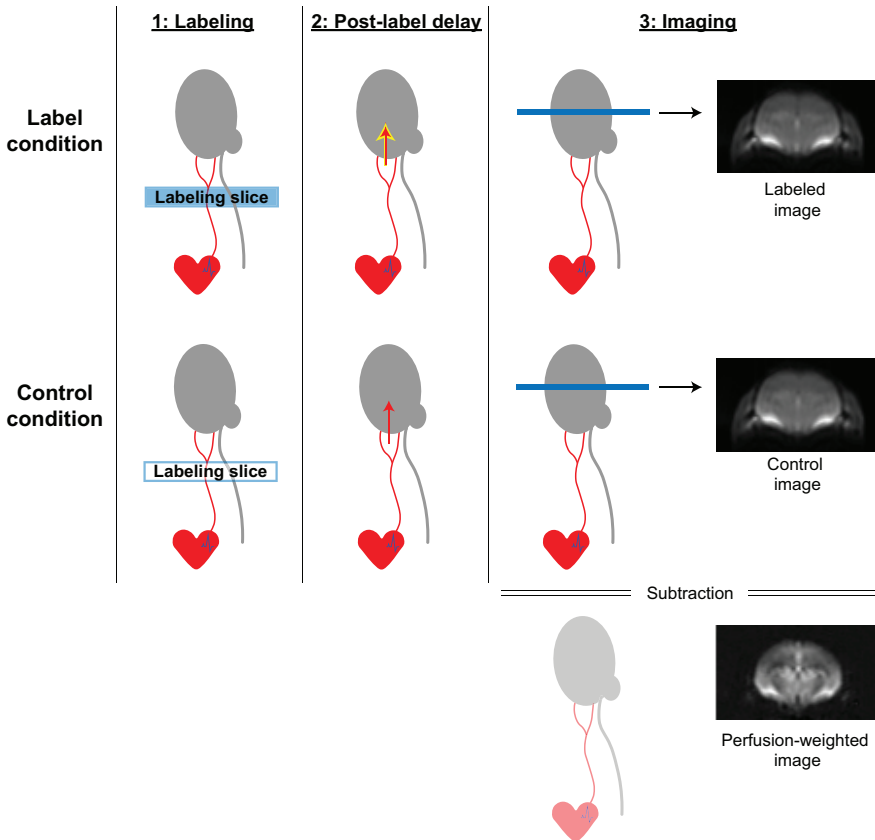 1: Labeling
2: Post-label delay
3: Imaging
Label
condition
Labeling slice
Labeled
image
Control
condition
Labeling slice
Control
image
Subtraction
Perfusion-weighted
image